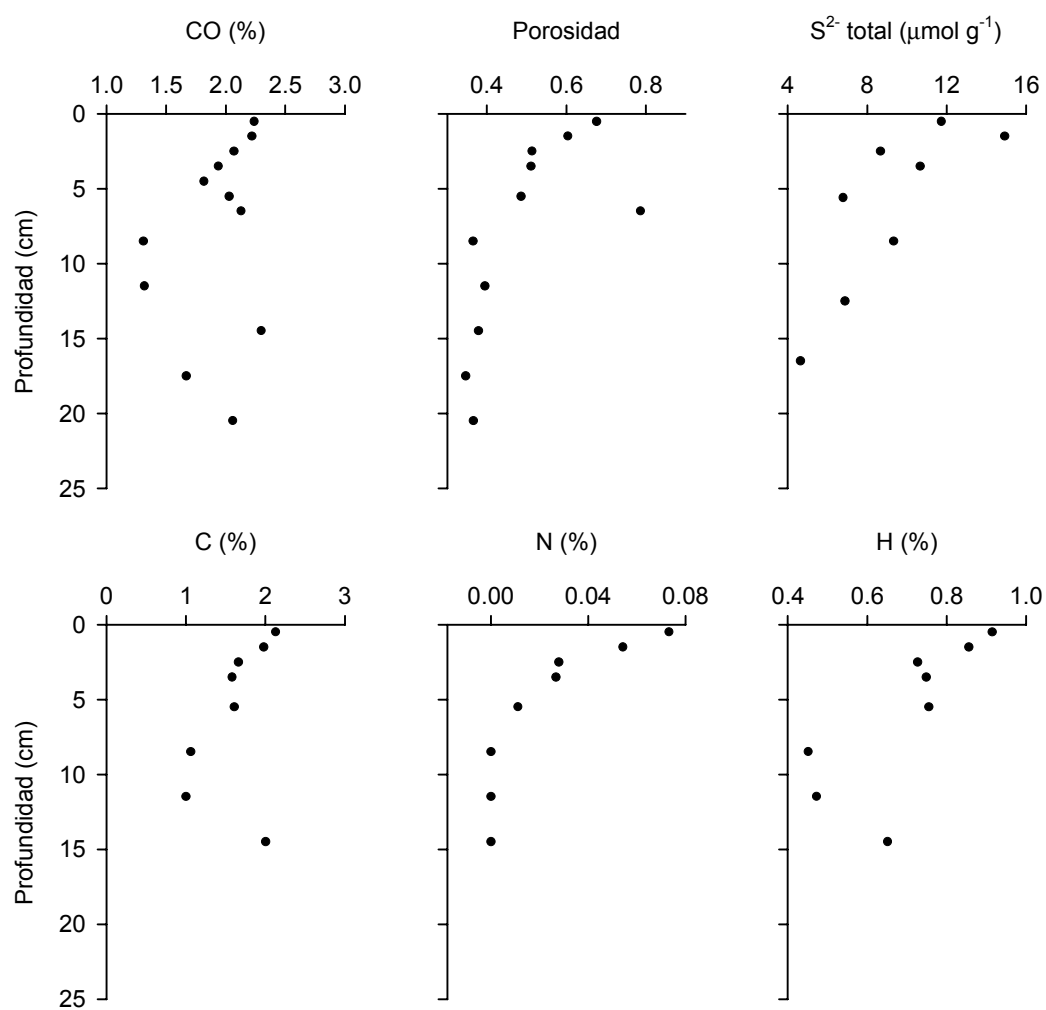 CO (%)
1.0 1.5 2.0 2.5 3.0
Profundidad (cm)
0
5
10
15
20
25
Porosidad
0.4 0.6 0.8
S²⁻ total (μmol g⁻¹)
4 8 12 16
C (%)
0 1 2 3
Profundidad (cm)
0
5
10
15
20
25
N (%)
0.00 0.04 0.08
H (%)
0.4 0.6 0.8 1.0